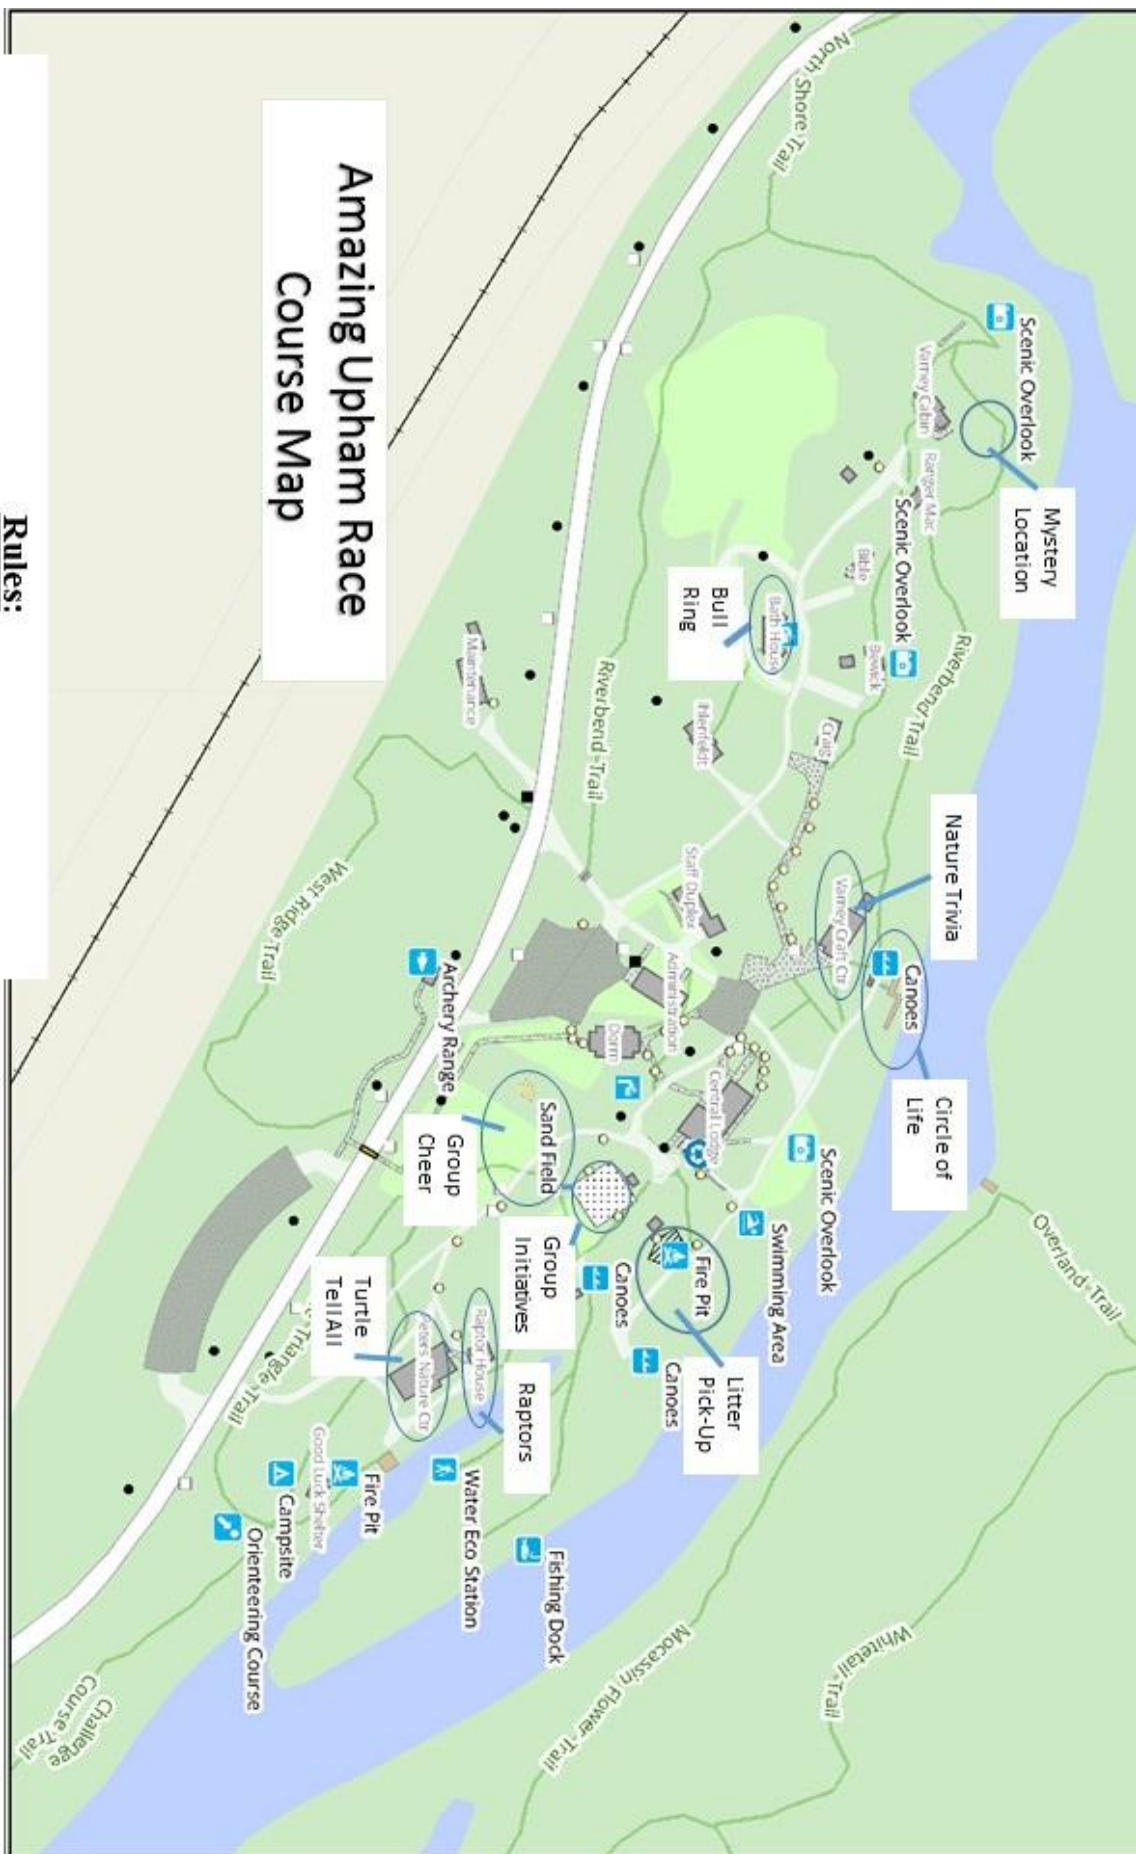 Amazing Upham Race
Course Map
North Shore Trail
Scenic Overlook
Varney Cabin
Mystery
Location
Ranger Mac
Scenic Overlook
Bible
Bath House
Bull
Ring
Bewick
Riverbend Trail
Riverbend Trail
Craig
Ihlenfeldt
Maintenance
Nature Trivia
Varney Craft Ctr
Canoes
Circle of
Life
Staff Duplex
Administration
Dorm
Central Lodge
West Ridge Trail
Archery Range
Scenic Overlook
Overland Trail
Swimming Area
Sand Field
Group
Cheer
Group
Initiatives
Fire Pit
Litter
Pick-Up
Canoes
Canoes
Raptor House
Raptors
Peters Nature Ctr
Turtle
Tell All
Triangle Trail
Good Luck Shelter
Fire Pit
Campsite
Orienteering Course
Water Eco Station
Fishing Dock
Mocassin Flower Trail
Whitetail Trail
Challenge
Course Trail
Rules: